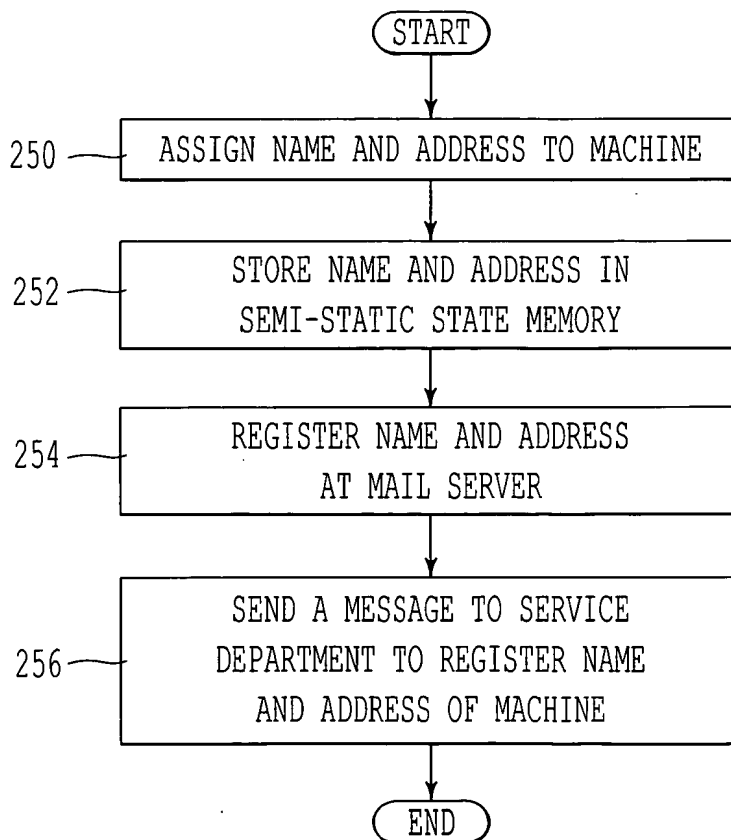 START
250
ASSIGN NAME AND ADDRESS TO MACHINE
252
STORE NAME AND ADDRESS IN
SEMI-STATIC STATE MEMORY
254
REGISTER NAME AND ADDRESS
AT MAIL SERVER
256
SEND A MESSAGE TO SERVICE
DEPARTMENT TO REGISTER NAME
AND ADDRESS OF MACHINE
END